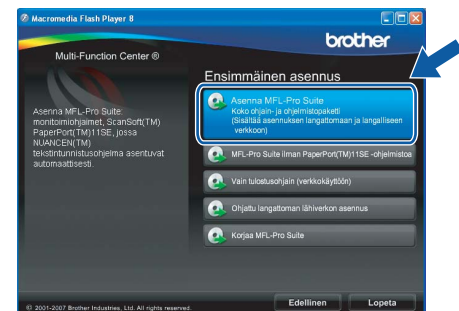 Macromedia Flash Player 8
brother
Multi-Function Center ®
Ensimmäinen asennus
Asenna MFL-Pro Suite:
monitoimiohjaimet, ScanSoft(TM)
PaperPort(TM)11SE, jossa
NUANCEN(TM)
tekstintunnistusohjelma asentuvat
automaattisesti.
Asenna MFL-Pro Suite
Koko ohjain- ja ohjelmistopaketti
(Sisältää asennuksen langattomaan ja langalliseen
verkkoon)
MFL-Pro Suite ilman PaperPort(TM)11SE -ohjelmistoa
Vain tulostusohjain (verkkokäyttöön)
Ohjattu langattoman lähiverkon asennus
Korjaa MFL-Pro Suite
© 2001-2007 Brother Industries, Ltd. All rights reserved.
Edellinen
Lopeta